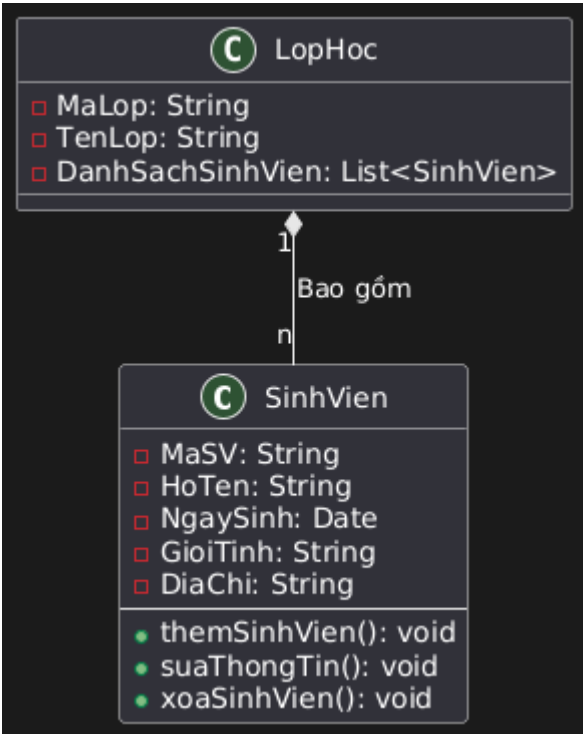 C LopHoc
MaLop: String
TenLop: String
DanhSachSinhVien: List<SinhVien>
1
Bao gồm
n
C SinhVien
MaSV: String
HoTen: String
NgaySinh: Date
GioiTinh: String
DiaChi: String
themSinhVien(): void
suaThongTin(): void
xoaSinhVien(): void